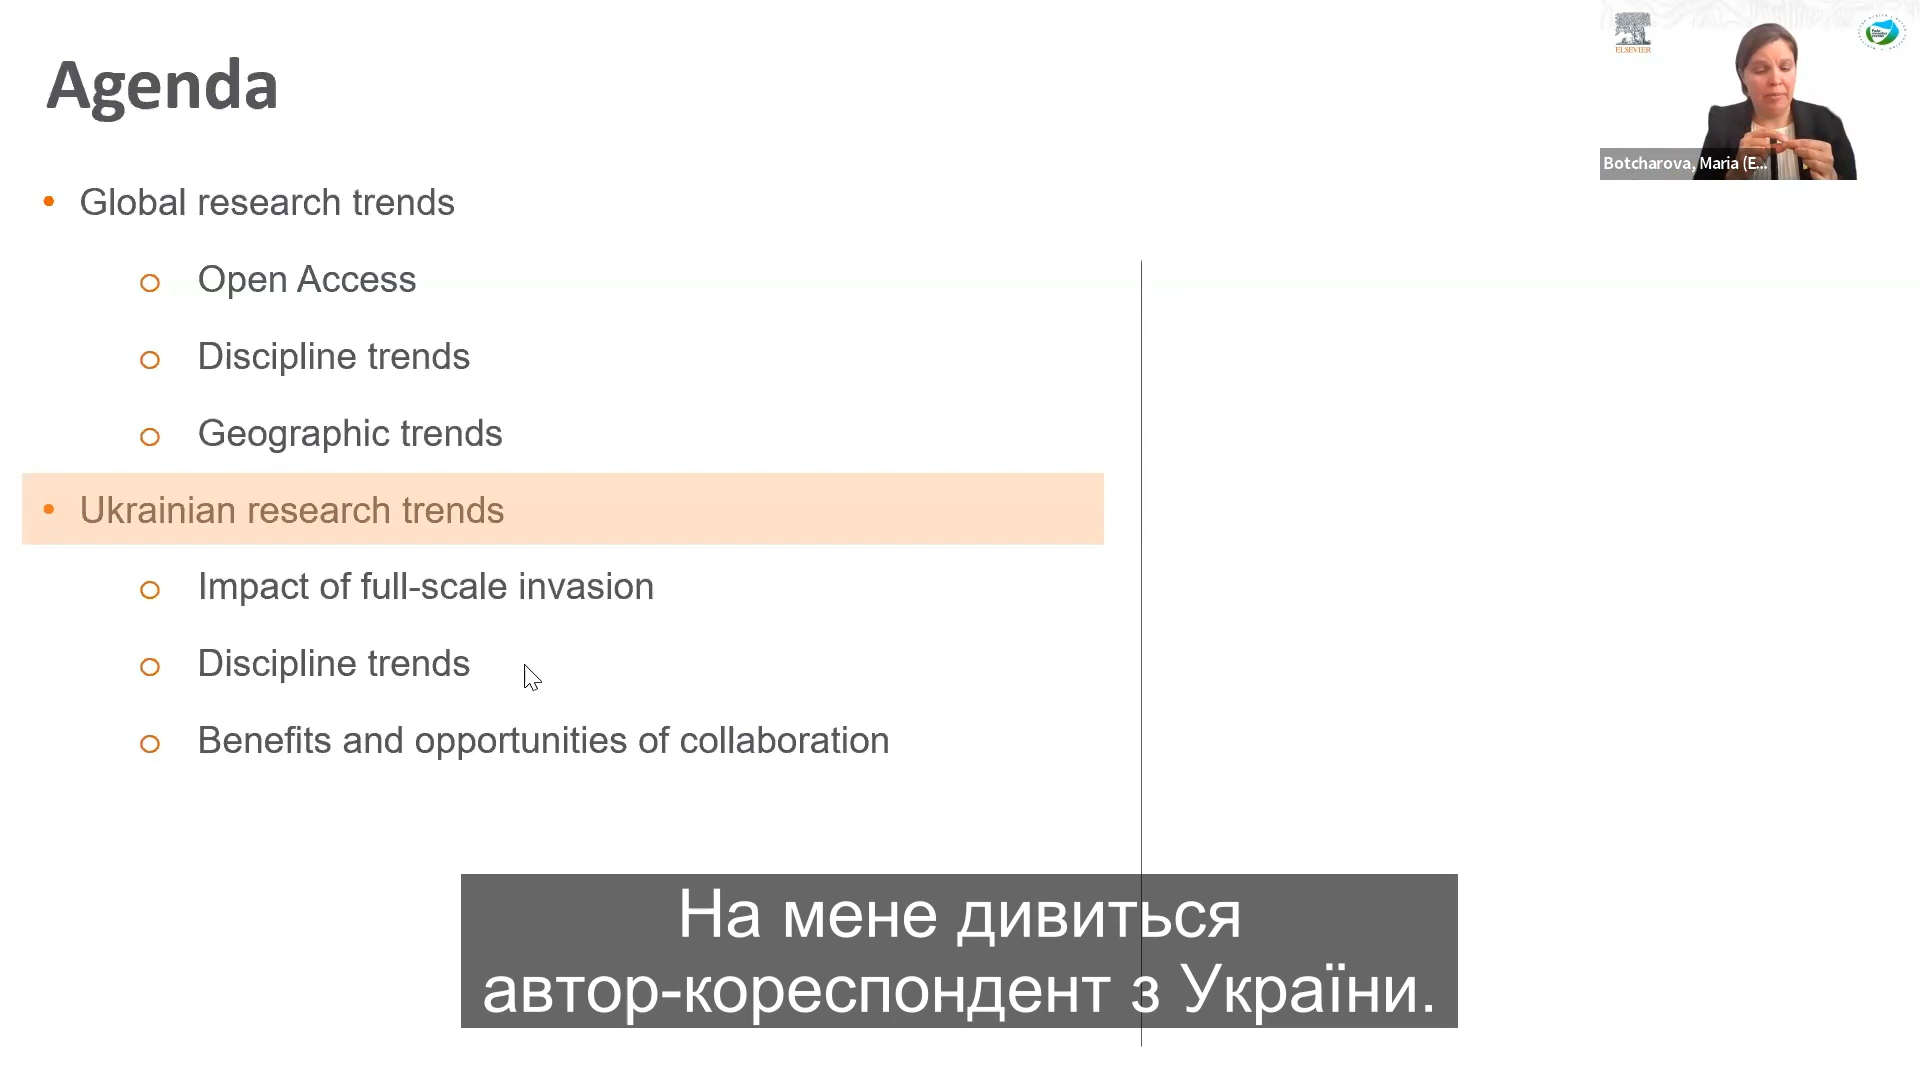 Agenda
ELSEVIER
Botcharova, Maria (E...
• Global research trends
o Open Access
o Discipline trends
o Geographic trends
• Ukrainian research trends
o Impact of full-scale invasion
o Discipline trends
o Benefits and opportunities of collaboration
На мене дивиться
автор-кореспондент з України.